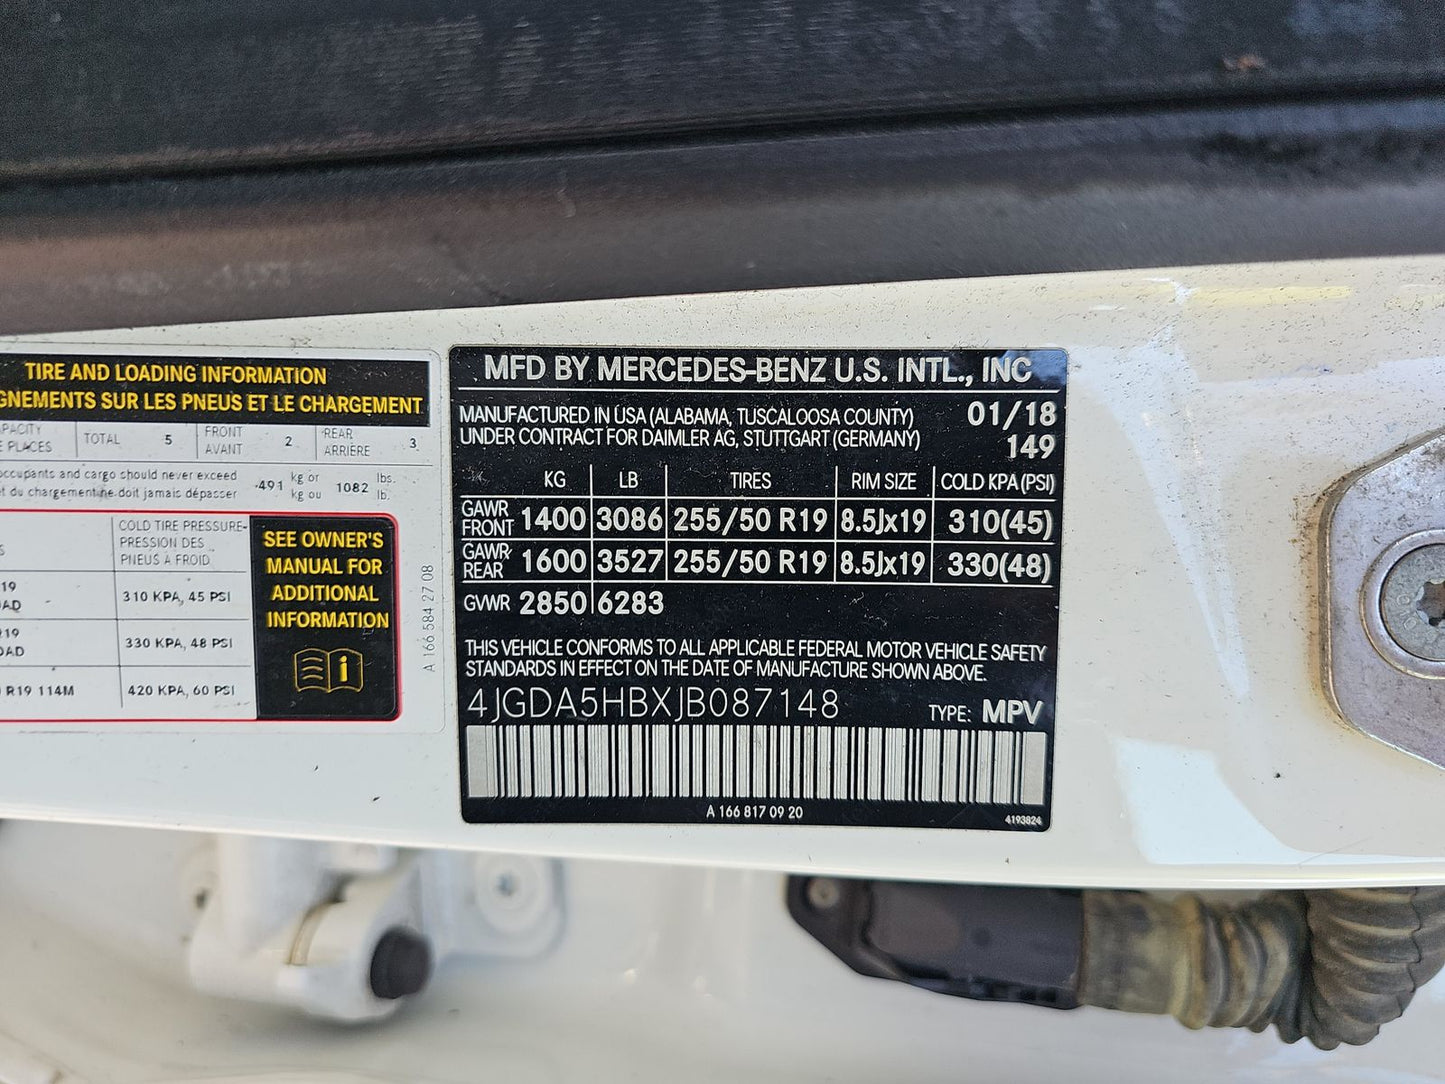 TIRE AND LOADING INFORMATION
GNEMENTS SUR LES PNEUS ET LE CHARGEMENT
PACITY
E PLACES
TOTAL 5
FRONT
AVANT
2
REAR
ARRIÈRE
3
occupants and cargo should never exceed
t du chargement ne doit jamais dépasser
491
kg or
kg ou
1082
lbs.
lb.
COLD TIRE PRESSURE
PRESSION DES
PNEUS A FROID
19
OAD
310 KPA, 45 PSI
R19
OAD
330 KPA, 48 PSI
R19 114M
420 KPA, 60 PSI
SEE OWNER'S
MANUAL FOR
ADDITIONAL
INFORMATION
i
A 166 584 27 08
MFD BY MERCEDES-BENZ U.S. INTL., INC
MANUFACTURED IN USA (ALABAMA, TUSCALOOSA COUNTY) 01/18
UNDER CONTRACT FOR DAIMLER AG, STUTTGART (GERMANY) 149
KG LB TIRES RIM SIZE COLD KPA (PSI)
GAWR
FRONT
1400 3086 255/50 R19 8.5Jx19 310(45)
GAWR
REAR
1600 3527 255/50 R19 8.5Jx19 330(48)
GVWR 2850 6283
THIS VEHICLE CONFORMS TO ALL APPLICABLE FEDERAL MOTOR VEHICLE SAFETY
STANDARDS IN EFFECT ON THE DATE OF MANUFACTURE SHOWN ABOVE.
4JGDA5HBXJB087148 TYPE: MPV
A 166 817 09 20
4193824